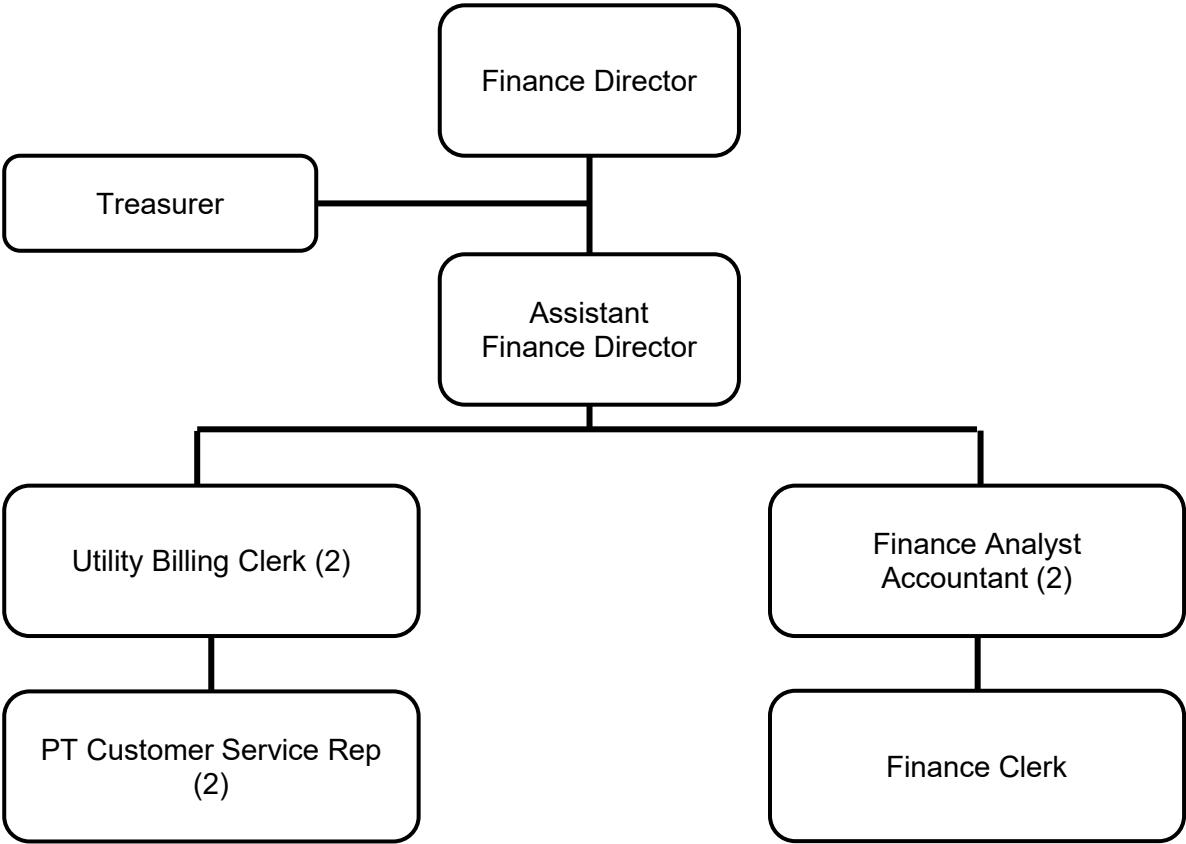 Finance Director
Treasurer
Assistant
Finance Director
Utility Billing Clerk (2)
Finance Analyst
Accountant (2)
PT Customer Service Rep
(2)
Finance Clerk